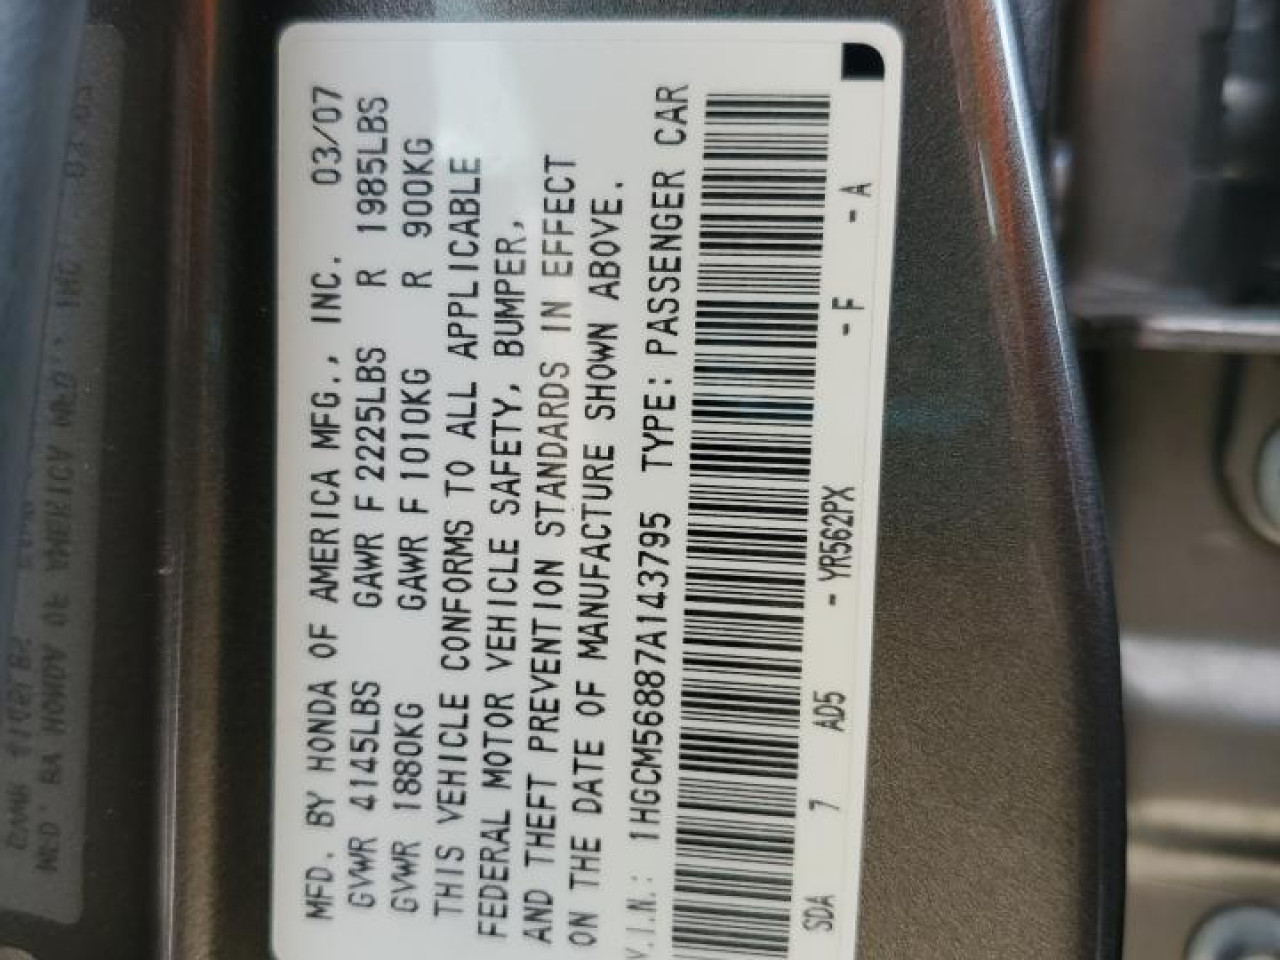 MFD. BY HONDA OF AMERICA MFG., INC. 03/07
GVWR 4145LBS GAWR F 2225LBS R 1985LBS
GVWR 1880KG GAWR F 1010KG R 900KG
THIS VEHICLE CONFORMS TO ALL APPLICABLE
FEDERAL MOTOR VEHICLE SAFETY, BUMPER,
AND THEFT PREVENTION STANDARDS IN EFFECT
ON THE DATE OF MANUFACTURE SHOWN ABOVE.
V.I.N.: 1HGCM56887A143795 TYPE: PASSENGER CAR
SDA 7 AD5 - YR562PX - F - A